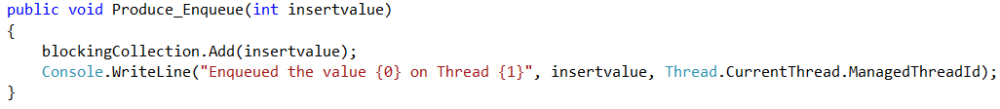 public void Produce_Enqueue(int insertvalue)
{
    blockingCollection.Add(insertvalue);
    Console.WriteLine("Enqueued the value {0} on Thread {1}", insertvalue, Thread.CurrentThread.ManagedThreadId);
}